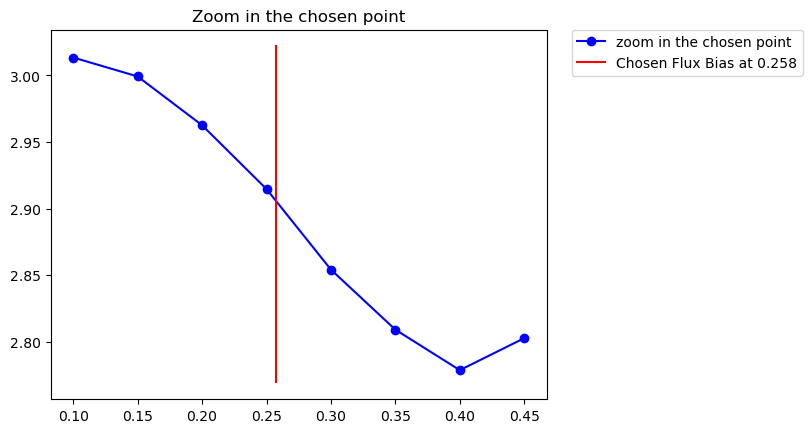 Zoom in the chosen point
zoom in the chosen point
Chosen Flux Bias at 0.258
3.00
2.95
2.90
2.85
2.80
0.10 0.15 0.20 0.25 0.30 0.35 0.40 0.45